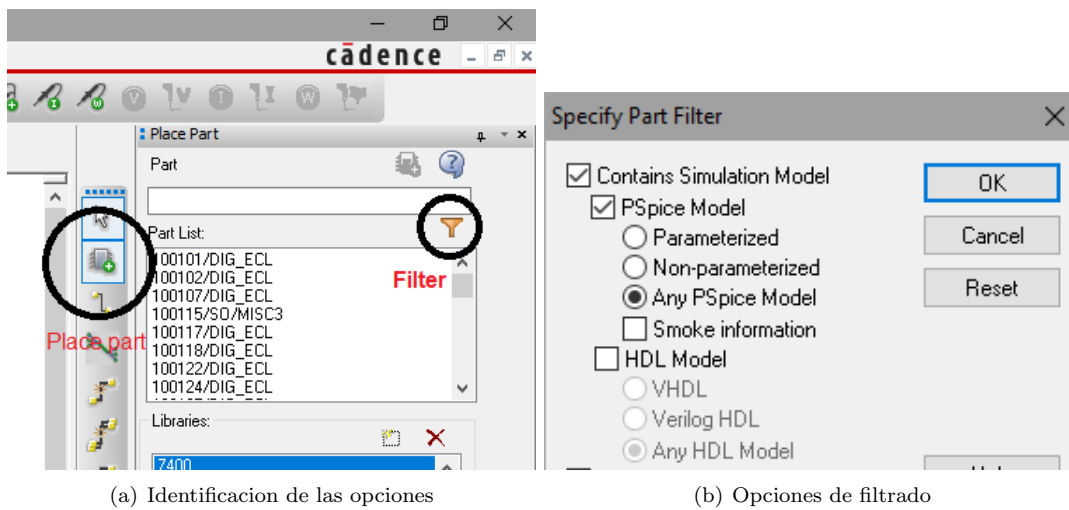 cādence
Place Part
Part
Part List:
Filter
100101/DIG_ECL
100102/DIG_ECL
100107/DIG_ECL
100115/SO/MISC3
100117/DIG_ECL
100118/DIG_ECL
100122/DIG_ECL
100124/DIG_ECL
Place part
Libraries:
7400
(a) Identificacion de las opciones
Specify Part Filter
Contains Simulation Model
OK
PSpice Model
Parameterized
Cancel
Non-parameterized
Any PSpice Model
Reset
Smoke information
HDL Model
VHDL
Verilog HDL
Any HDL Model
(b) Opciones de filtrado